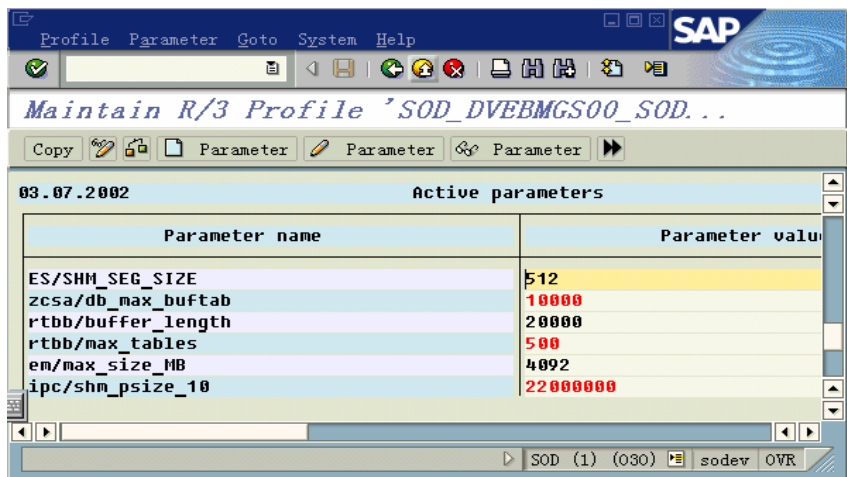 Profile Parameter Goto System Help
SAP
Maintain R/3 Profile 'SOD_DVEBMGS00_SOD...
Copy Parameter Parameter Parameter
03.07.2002 Active parameters
Parameter name Parameter valu
ES/SHM_SEG_SIZE 512
zcsa/db_max_buftab 10000
rtbb/buffer_length 20000
rtbb/max_tables 500
em/max_size_MB 4092
ipc/shm_psize_10 22000000
SOD (1) (030) sodev OVR